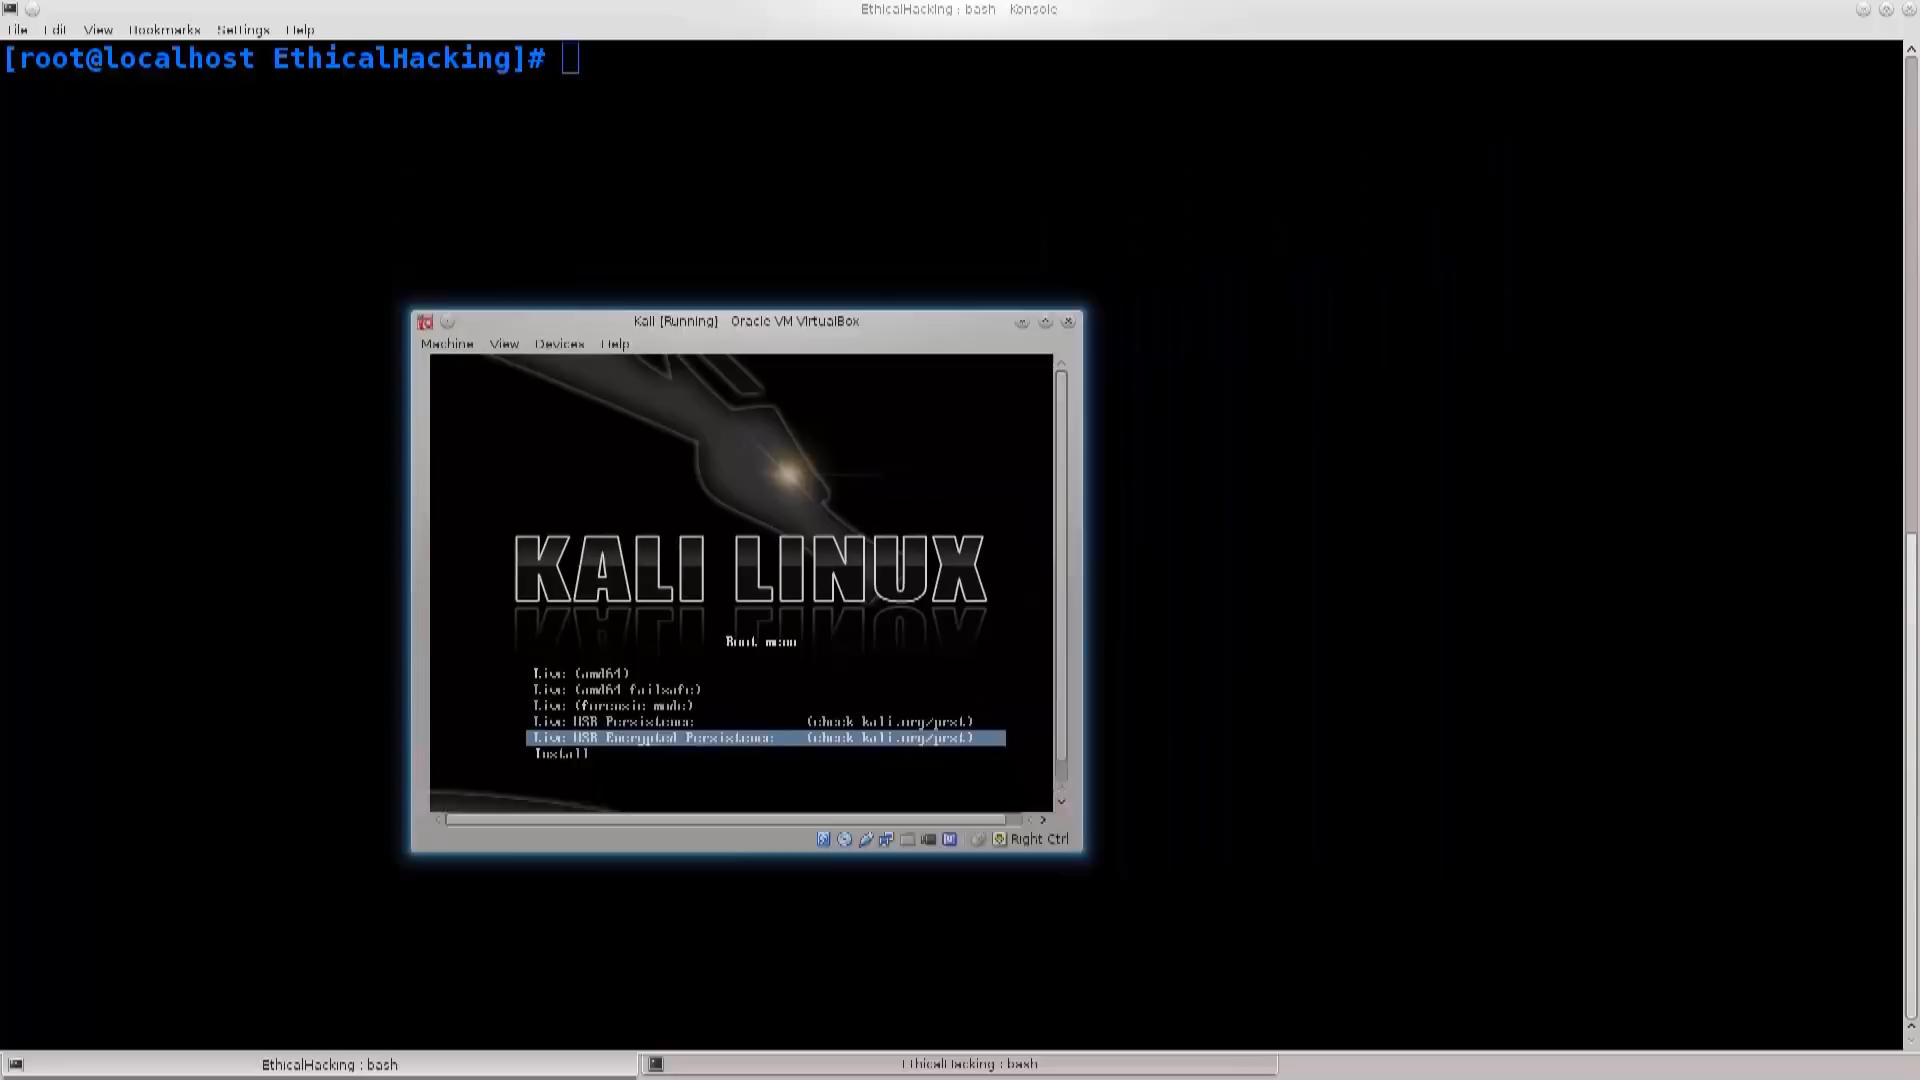 EthicalHacking : bash – Konsole
File Edit View Bookmarks Settings Help
[root@localhost EthicalHacking]#
Kali [Running] - Oracle VM VirtualBox
Machine View Devices Help
KALI LINUX
Boot menu
Live (amd64)
Live (amd64 failsafe)
Live (forensic mode)
Live USB Persistence (check kali.org/prst)
Live USB Encrypted Persistence (check kali.org/prst)
Install
Right Ctrl
EthicalHacking : bash
EthicalHacking : bash